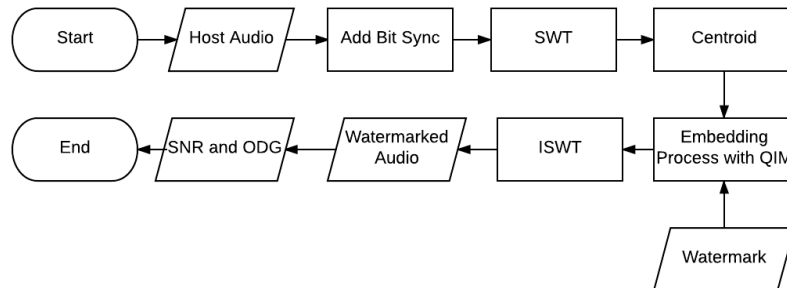 Start
Host Audio
Add Bit Sync
SWT
Centroid
End
SNR and ODG
Watermarked
Audio
ISWT
Embedding
Process with QIM
Watermark